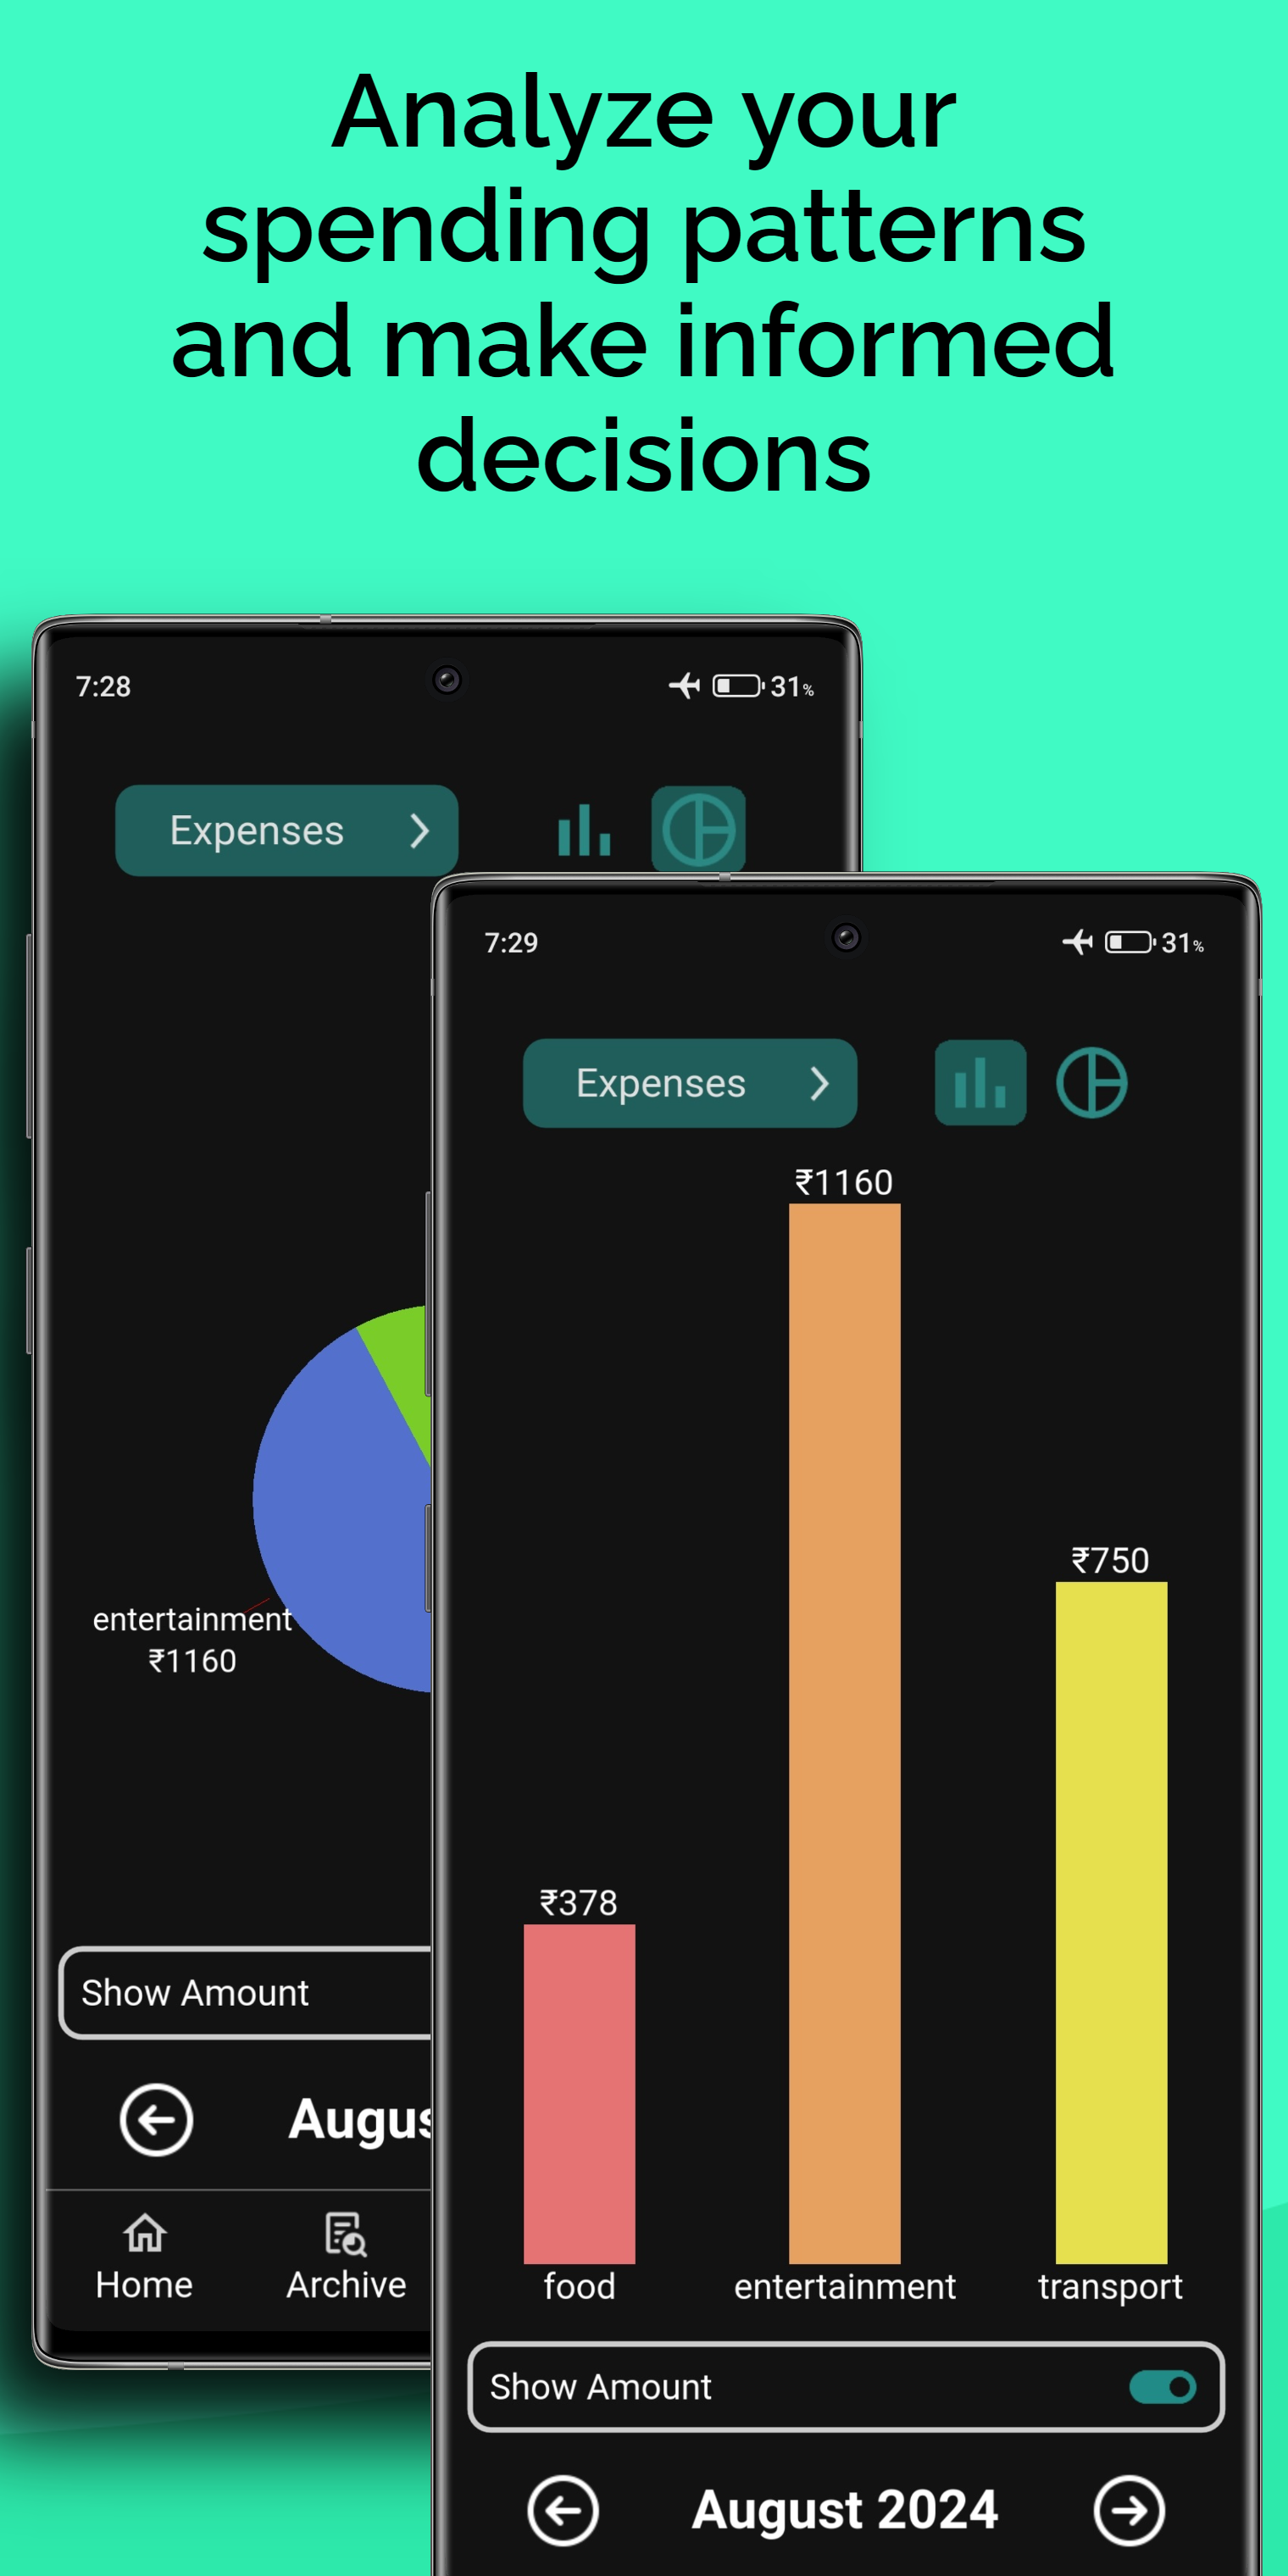 Analyze your
spending patterns
and make informed
decisions
7:28
31%
Expenses
entertainment
₹1160
Show Amount
Home
Archive
7:29
31%
Expenses
₹1160
₹750
₹378
food
entertainment
transport
Show Amount
August 2024